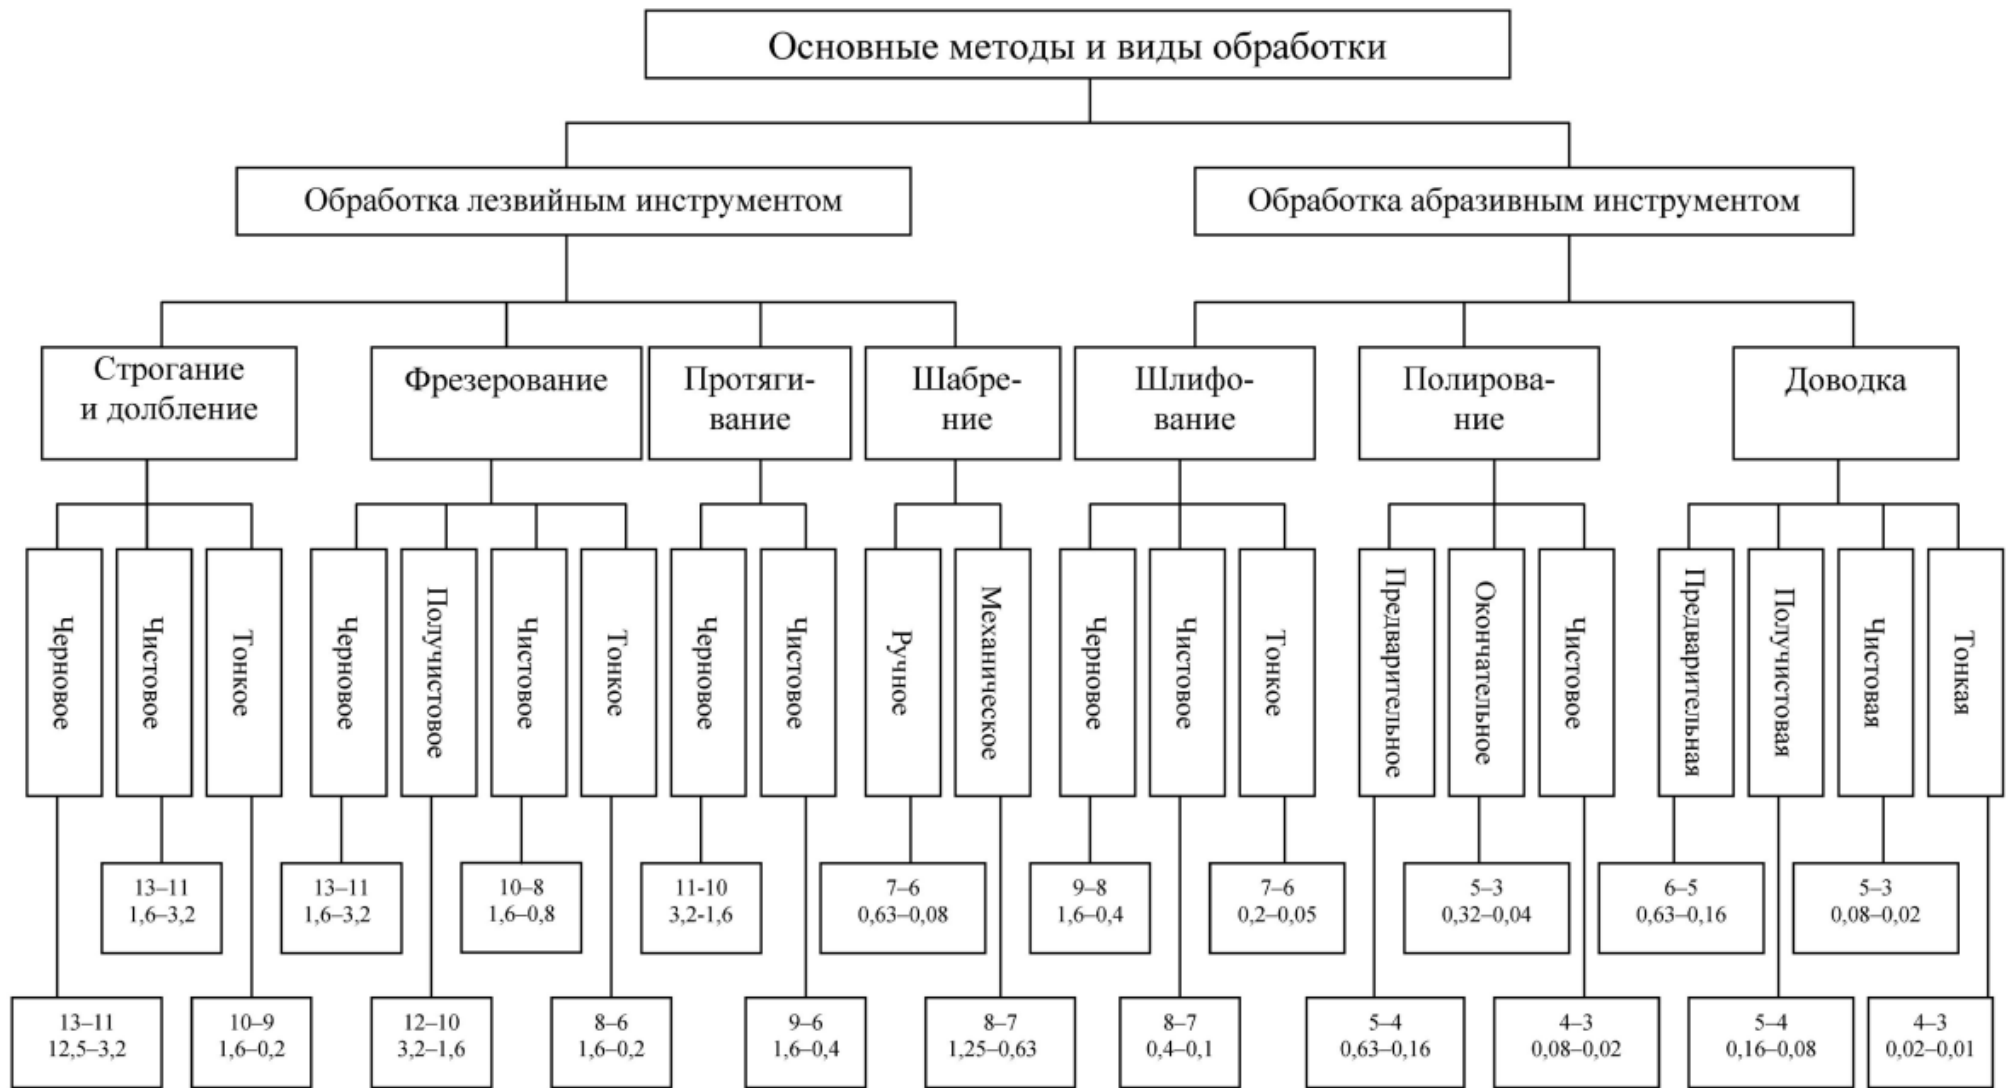 Основные методы и виды обработки
Обработка лезвийным инструментом
Обработка абразивным инструментом
Строгание
и долбление
Фрезерование
Протяги-
вание
Шабре-
ние
Шлифо-
вание
Полирова-
ние
Доводка
Черновое
Чистовое
Тонкое
Черновое
Получистовое
Чистовое
Тонкое
Черновое
Чистовое
Ручное
Механическое
Черновое
Чистовое
Тонкое
Предварительное
Окончательное
Чистовое
Предварительная
Получистовая
Чистовая
Тонкая
13–11
1,6–3,2
13–11
1,6–3,2
10–8
1,6–0,8
11-10
3,2-1,6
7–6
0,63–0,08
9–8
1,6–0,4
7–6
0,2–0,05
5–3
0,32–0,04
6–5
0,63–0,16
5–3
0,08–0,02
13–11
12,5–3,2
10–9
1,6–0,2
12–10
3,2–1,6
8–6
1,6–0,2
9–6
1,6–0,4
8–7
1,25–0,63
8–7
0,4–0,1
5–4
0,63–0,16
4–3
0,08–0,02
5–4
0,16–0,08
4–3
0,02–0,01